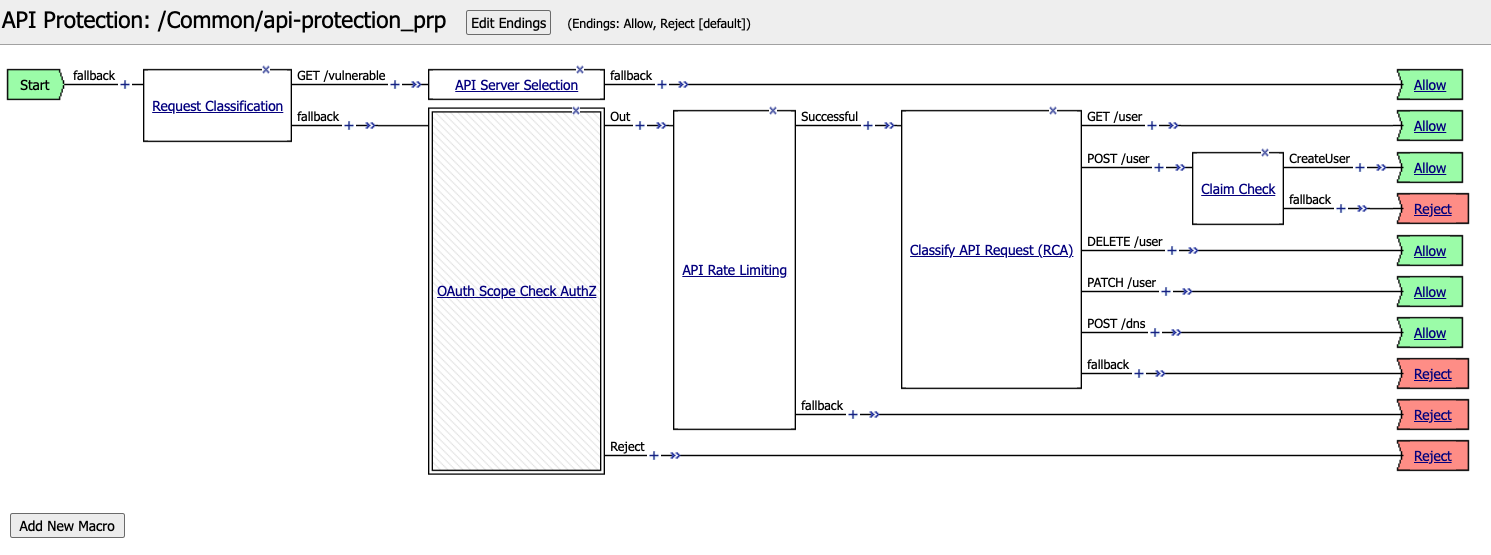 API Protection: /Common/api-protection_prp Edit Endings (Endings: Allow, Reject [default])
Start fallback Request Classification GET /vulnerable API Server Selection fallback Allow
fallback OAuth Scope Check AuthZ Out API Rate Limiting Successful Classify API Request (RCA) GET /user Allow
POST /user Claim Check CreateUser Allow
fallback Reject
DELETE /user Allow
PATCH /user Allow
POST /dns Allow
fallback Reject
fallback Reject
Reject Reject
Add New Macro